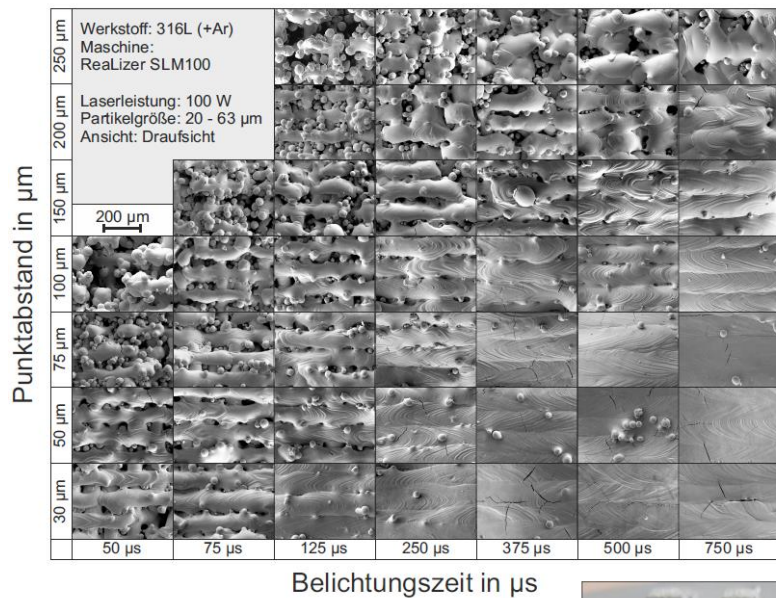 Werkstoff: 316L (+Ar)
Maschine:
ReaLizer SLM100
Laserleistung: 100 W
Partikelgröße: 20 - 63 µm
Ansicht: Draufsicht
200 µm
Punktabstand in µm
250 µm
200 µm
150 µm
100 µm
75 µm
50 µm
30 µm
50 µs
75 µs
125 µs
250 µs
375 µs
500 µs
750 µs
Belichtungszeit in µs